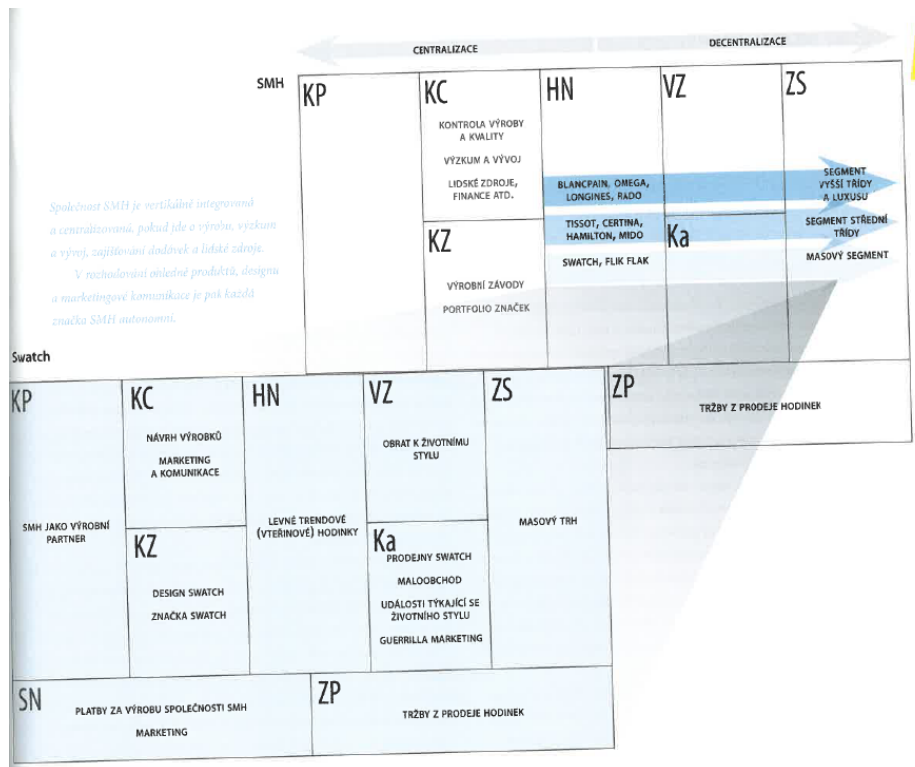 CENTRALIZACE
DECENTRALIZACE
SMH
KP
KC
KONTROLA VÝROBY
A KVALITY
VÝZKUM A VÝVOJ
LIDSKÉ ZDROJE,
FINANCE ATD.
KZ
VÝROBNÍ ZÁVODY
PORTFOLIO ZNAČEK
HN
BLANCPAIN, OMEGA,
LONGINES, RADO
TISSOT, CERTINA,
HAMILTON, MIDO
SWATCH, FLIK FLAK
VZ
Ka
ZS
SEGMENT
VYŠŠÍ TŘÍDY
A LUXUSU
SEGMENT STŘEDNÍ
TŘÍDY
MASOVÝ SEGMENT
ZP
TRŽBY Z PRODEJE HODINEK
Společnost SMH je vertikálně integrovaná
a centralizovaná, pokud jde o výrobu, výzkum
a vývoj, zajišťování dodávek a lidské zdroje.
V rozhodování ohledně produktů, designu
a marketingové komunikace je pak každá
značka SMH autonomní.
Swatch
KP
SMH JAKO VÝROBNÍ
PARTNER
KC
NÁVRH VÝROBKŮ
MARKETING
A KOMUNIKACE
KZ
DESIGN SWATCH
ZNAČKA SWATCH
HN
LEVNÉ TRENDOVÉ
(VTEŘINOVÉ) HODINKY
VZ
OBRAT K ŽIVOTNÍMU
STYLU
Ka
PRODEJNY SWATCH
MALOOBCHOD
UDÁLOSTI TÝKAJÍCÍ SE
ŽIVOTNÍHO STYLU
GUERRILLA MARKETING
ZS
MASOVÝ TRH
SN
PLATBY ZA VÝROBU SPOLEČNOSTI SMH
MARKETING
ZP
TRŽBY Z PRODEJE HODINEK